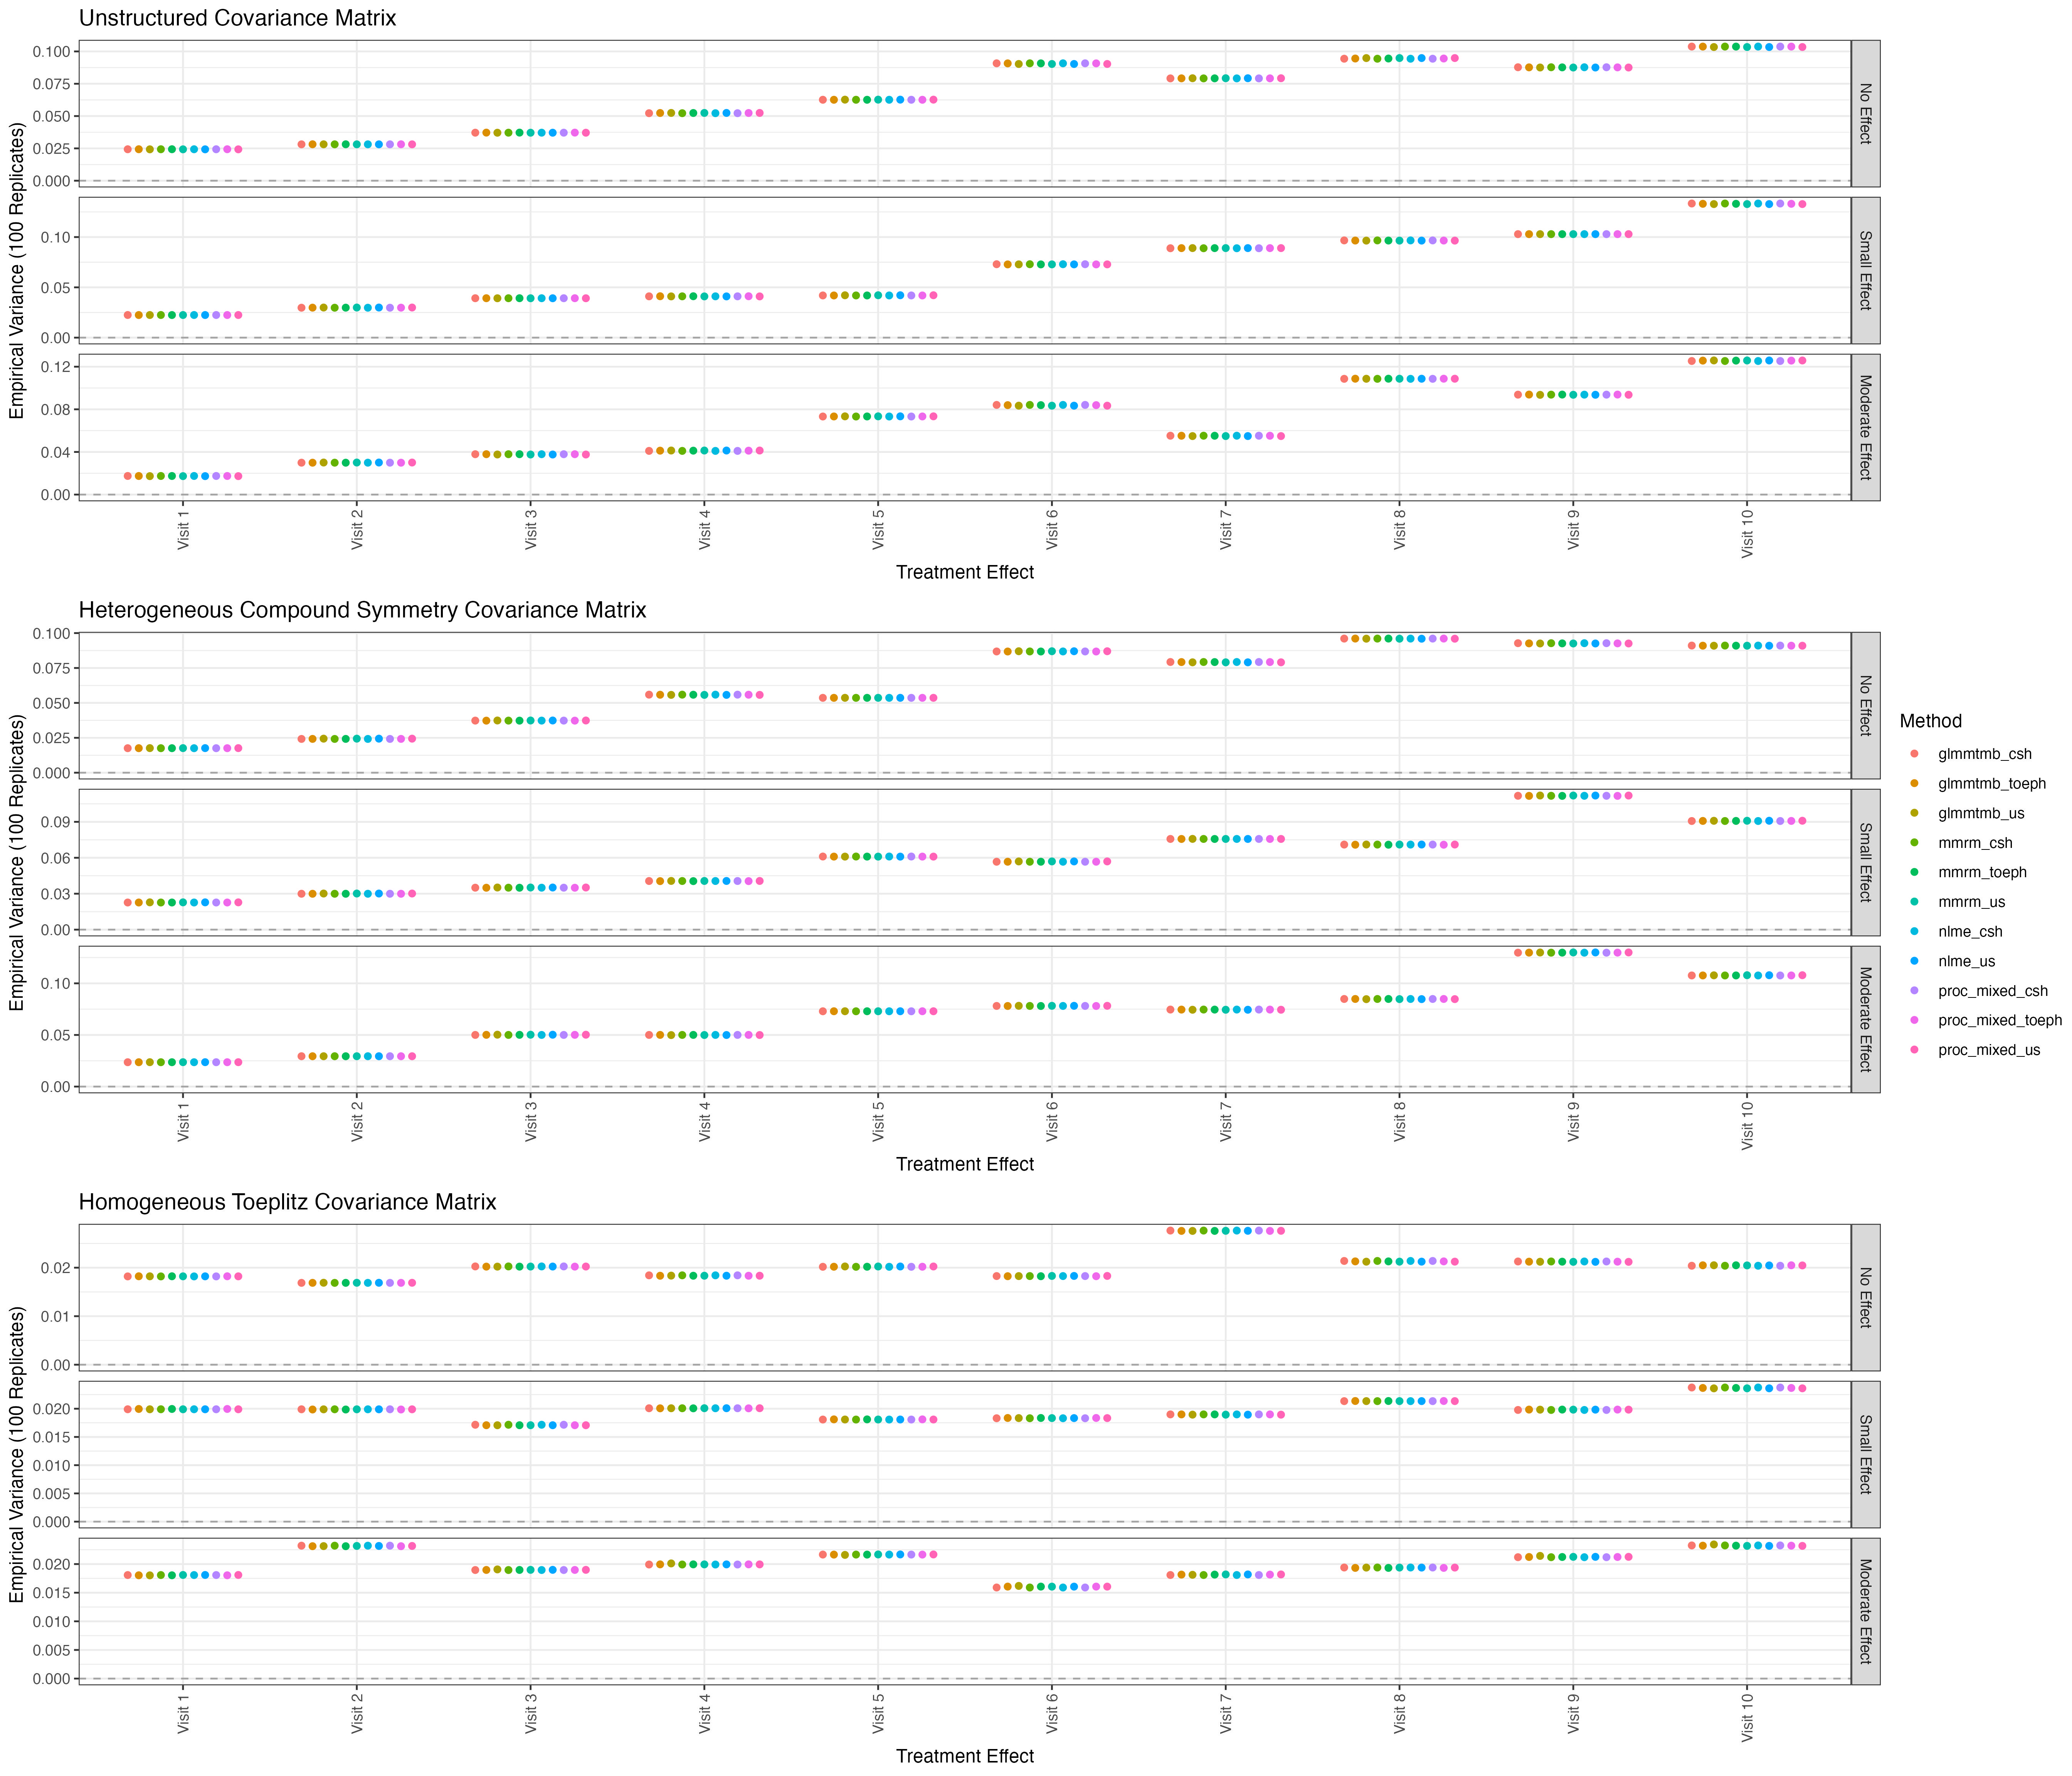 Unstructured Covariance Matrix
Empirical Variance (100 Replicates)
0.100
0.075
0.050
0.025
0.000
No Effect
0.10
0.05
0.00
Small Effect
0.12
0.08
0.04
0.00
Moderate Effect
Visit 1
Visit 2
Visit 3
Visit 4
Visit 5
Visit 6
Visit 7
Visit 8
Visit 9
Visit 10
Treatment Effect
Heterogeneous Compound Symmetry Covariance Matrix
Empirical Variance (100 Replicates)
0.100
0.075
0.050
0.025
0.000
No Effect
0.09
0.06
0.03
0.00
Small Effect
0.10
0.05
0.00
Moderate Effect
Visit 1
Visit 2
Visit 3
Visit 4
Visit 5
Visit 6
Visit 7
Visit 8
Visit 9
Visit 10
Treatment Effect
Homogeneous Toeplitz Covariance Matrix
Empirical Variance (100 Replicates)
0.02
0.01
0.00
No Effect
0.020
0.015
0.010
0.005
0.000
Small Effect
0.020
0.015
0.010
0.005
0.000
Moderate Effect
Visit 1
Visit 2
Visit 3
Visit 4
Visit 5
Visit 6
Visit 7
Visit 8
Visit 9
Visit 10
Treatment Effect
Method
glmmtmb_csh
glmmtmb_toeph
glmmtmb_us
mmrm_csh
mmrm_toeph
mmrm_us
nlme_csh
nlme_us
proc_mixed_csh
proc_mixed_toeph
proc_mixed_us